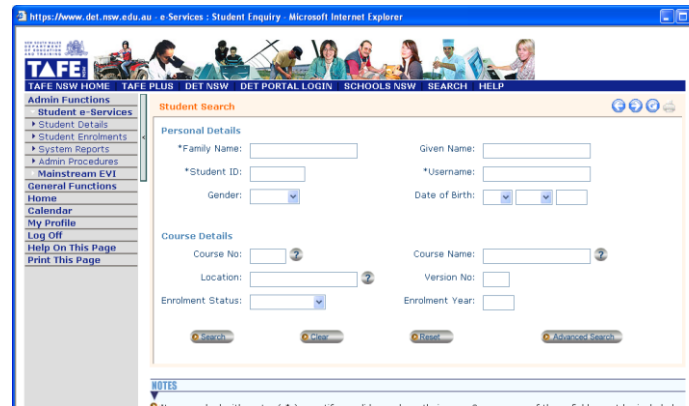 https://www.det.nsw.edu.au - e-Services : Student Enquiry - Microsoft Internet Explorer
TAFE
TAFE NSW HOME TAFE PLUS DET NSW DET PORTAL LOGIN SCHOOLS NSW SEARCH HELP
Admin Functions
Student e-Services
Student Details
Student Enrolments
System Reports
Admin Procedures
Mainstream EVI
General Functions
Home
Calendar
My Profile
Log Off
Help On This Page
Print This Page
Student Search
Personal Details
*Family Name: Given Name:
*Student ID: *Username:
Gender: Date of Birth:
Course Details
Course No: Course Name:
Location: Version No:
Enrolment Status: Enrolment Year:
Search Clear Reset Advanced Search
NOTES